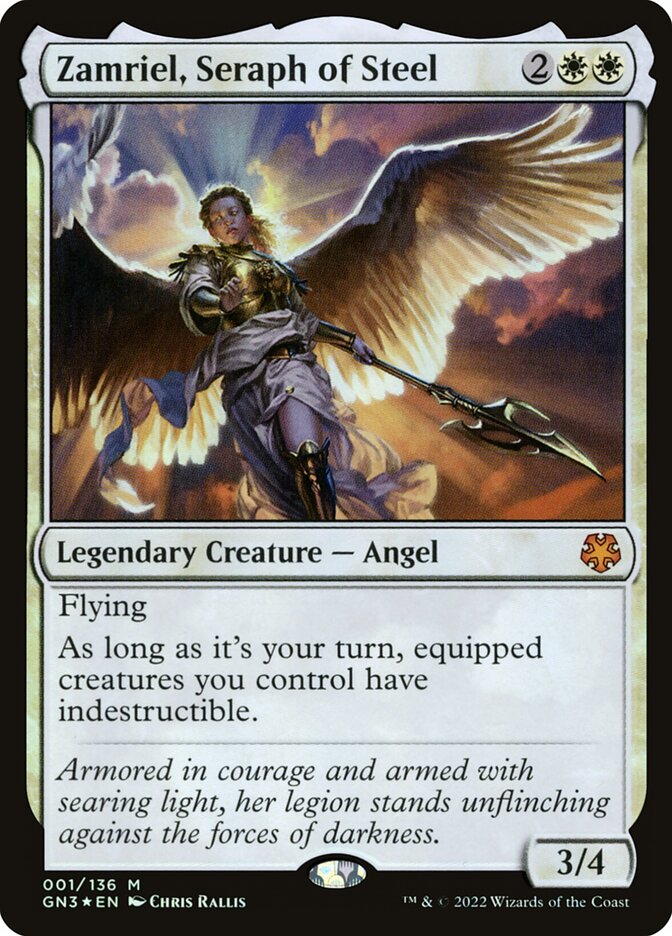 Zamriel, Seraph of Steel 2
Legendary Creature — Angel
Flying
As long as it's your turn, equipped
creatures you control have
indestructible.
Armored in courage and armed with
searing light, her legion stands unflinching
against the forces of darkness.
3/4
001/136 M
GN3★EN Chris Rallis
™ & © 2022 Wizards of the Coast